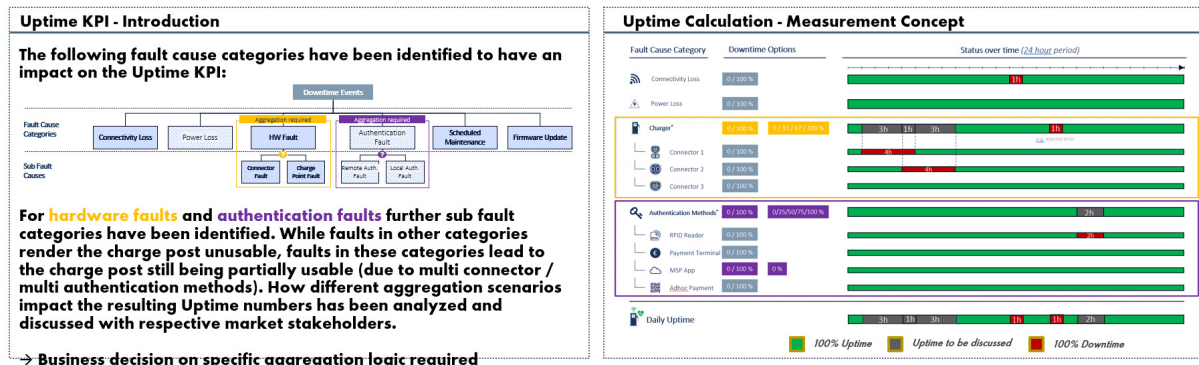 Uptime KPI - Introduction
The following fault cause categories have been identified to have an
impact on the Uptime KPI:
Downtime Events
Fault Cause
Categories
Aggregation required
Aggregation required
Connectivity Loss
Power Loss
HW Fault
Authentication
Fault
Scheduled
Maintenance
Firmware Update
Sub Fault
Causes
?
?
Connector
Fault
Charge
Point Fault
Remote Auth.
Fault
Local Auth.
Fault
For hardware faults and authentication faults further sub fault
categories have been identified. While faults in other categories
render the charge post unusable, faults in these categories lead to
the charge post still being partially usable (due to multi connector /
multi authentication methods). How different aggregation scenarios
impact the resulting Uptime numbers has been analyzed and
discussed with respective market stakeholders.
→ Business decision on specific aggregation logic required
Uptime Calculation - Measurement Concept
Fault Cause Category
Downtime Options
Status over time (24 hour period)
Connectivity Loss
0 / 100 %
1h
Power Loss
0 / 100 %
Charger*
0 / 100 %
0 / 33 / 67 / 100 %
3h
1h
3h
1h
Internal Error
Connector 1
0 / 100 %
4h
Connector 2
0 / 100 %
4h
Connector 3
0 / 100 %
Authentication Methods*
0 / 100 %
0/25/50/75/100 %
2h
RFID Reader
0 / 100 %
2h
Payment Terminal
0 / 100 %
MSP App
0 / 100 %
0 %
Adhoc Payment
0 / 100 %
Daily Uptime
3h
1h
3h
1h
1h
2h
100% Uptime
Uptime to be discussed
100% Downtime